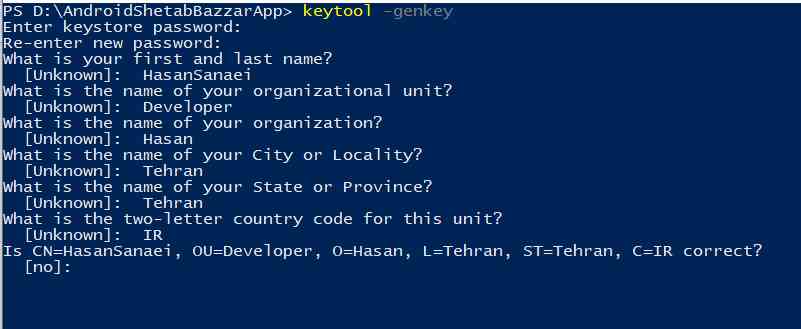 PS D:\AndroidShetabBazzarApp> keytool -genkey
Enter keystore password:
Re-enter new password:
What is your first and last name?
  [Unknown]:  HasanSanaei
What is the name of your organizational unit?
  [Unknown]:  Developer
What is the name of your organization?
  [Unknown]:  Hasan
What is the name of your City or Locality?
  [Unknown]:  Tehran
What is the name of your State or Province?
  [Unknown]:  Tehran
What is the two-letter country code for this unit?
  [Unknown]:  IR
Is CN=HasanSanaei, OU=Developer, O=Hasan, L=Tehran, ST=Tehran, C=IR correct?
  [no]: